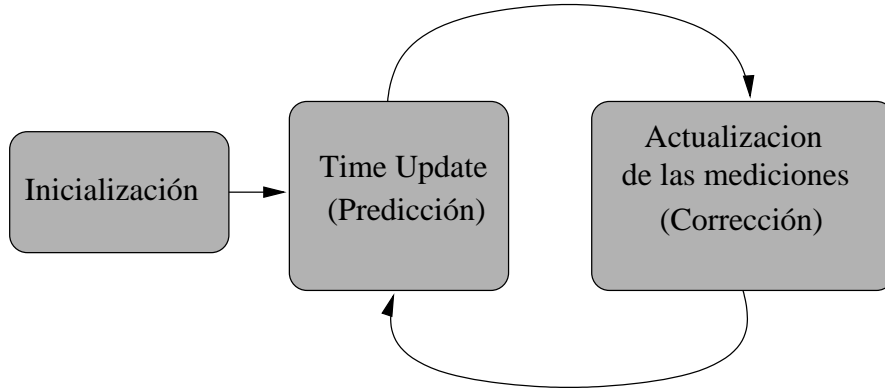 Inicialización
Time Update
(Predicción)
Actualizacion
de las mediciones
(Corrección)